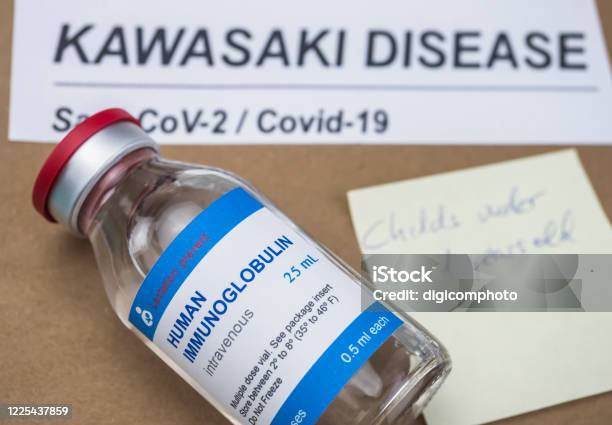 KAWASAKI DISEASE
CoV-2 / Covid-19
HUMAN
IMMUNOGLOBULIN
intravenous
25 mL
Multiple dose vial. See package insert
Store between 2° to 8° (35° to 46° F)
Do Not Freeze
0.5 ml each
Childs under
iStock
Credit: digicomphoto
1225437859